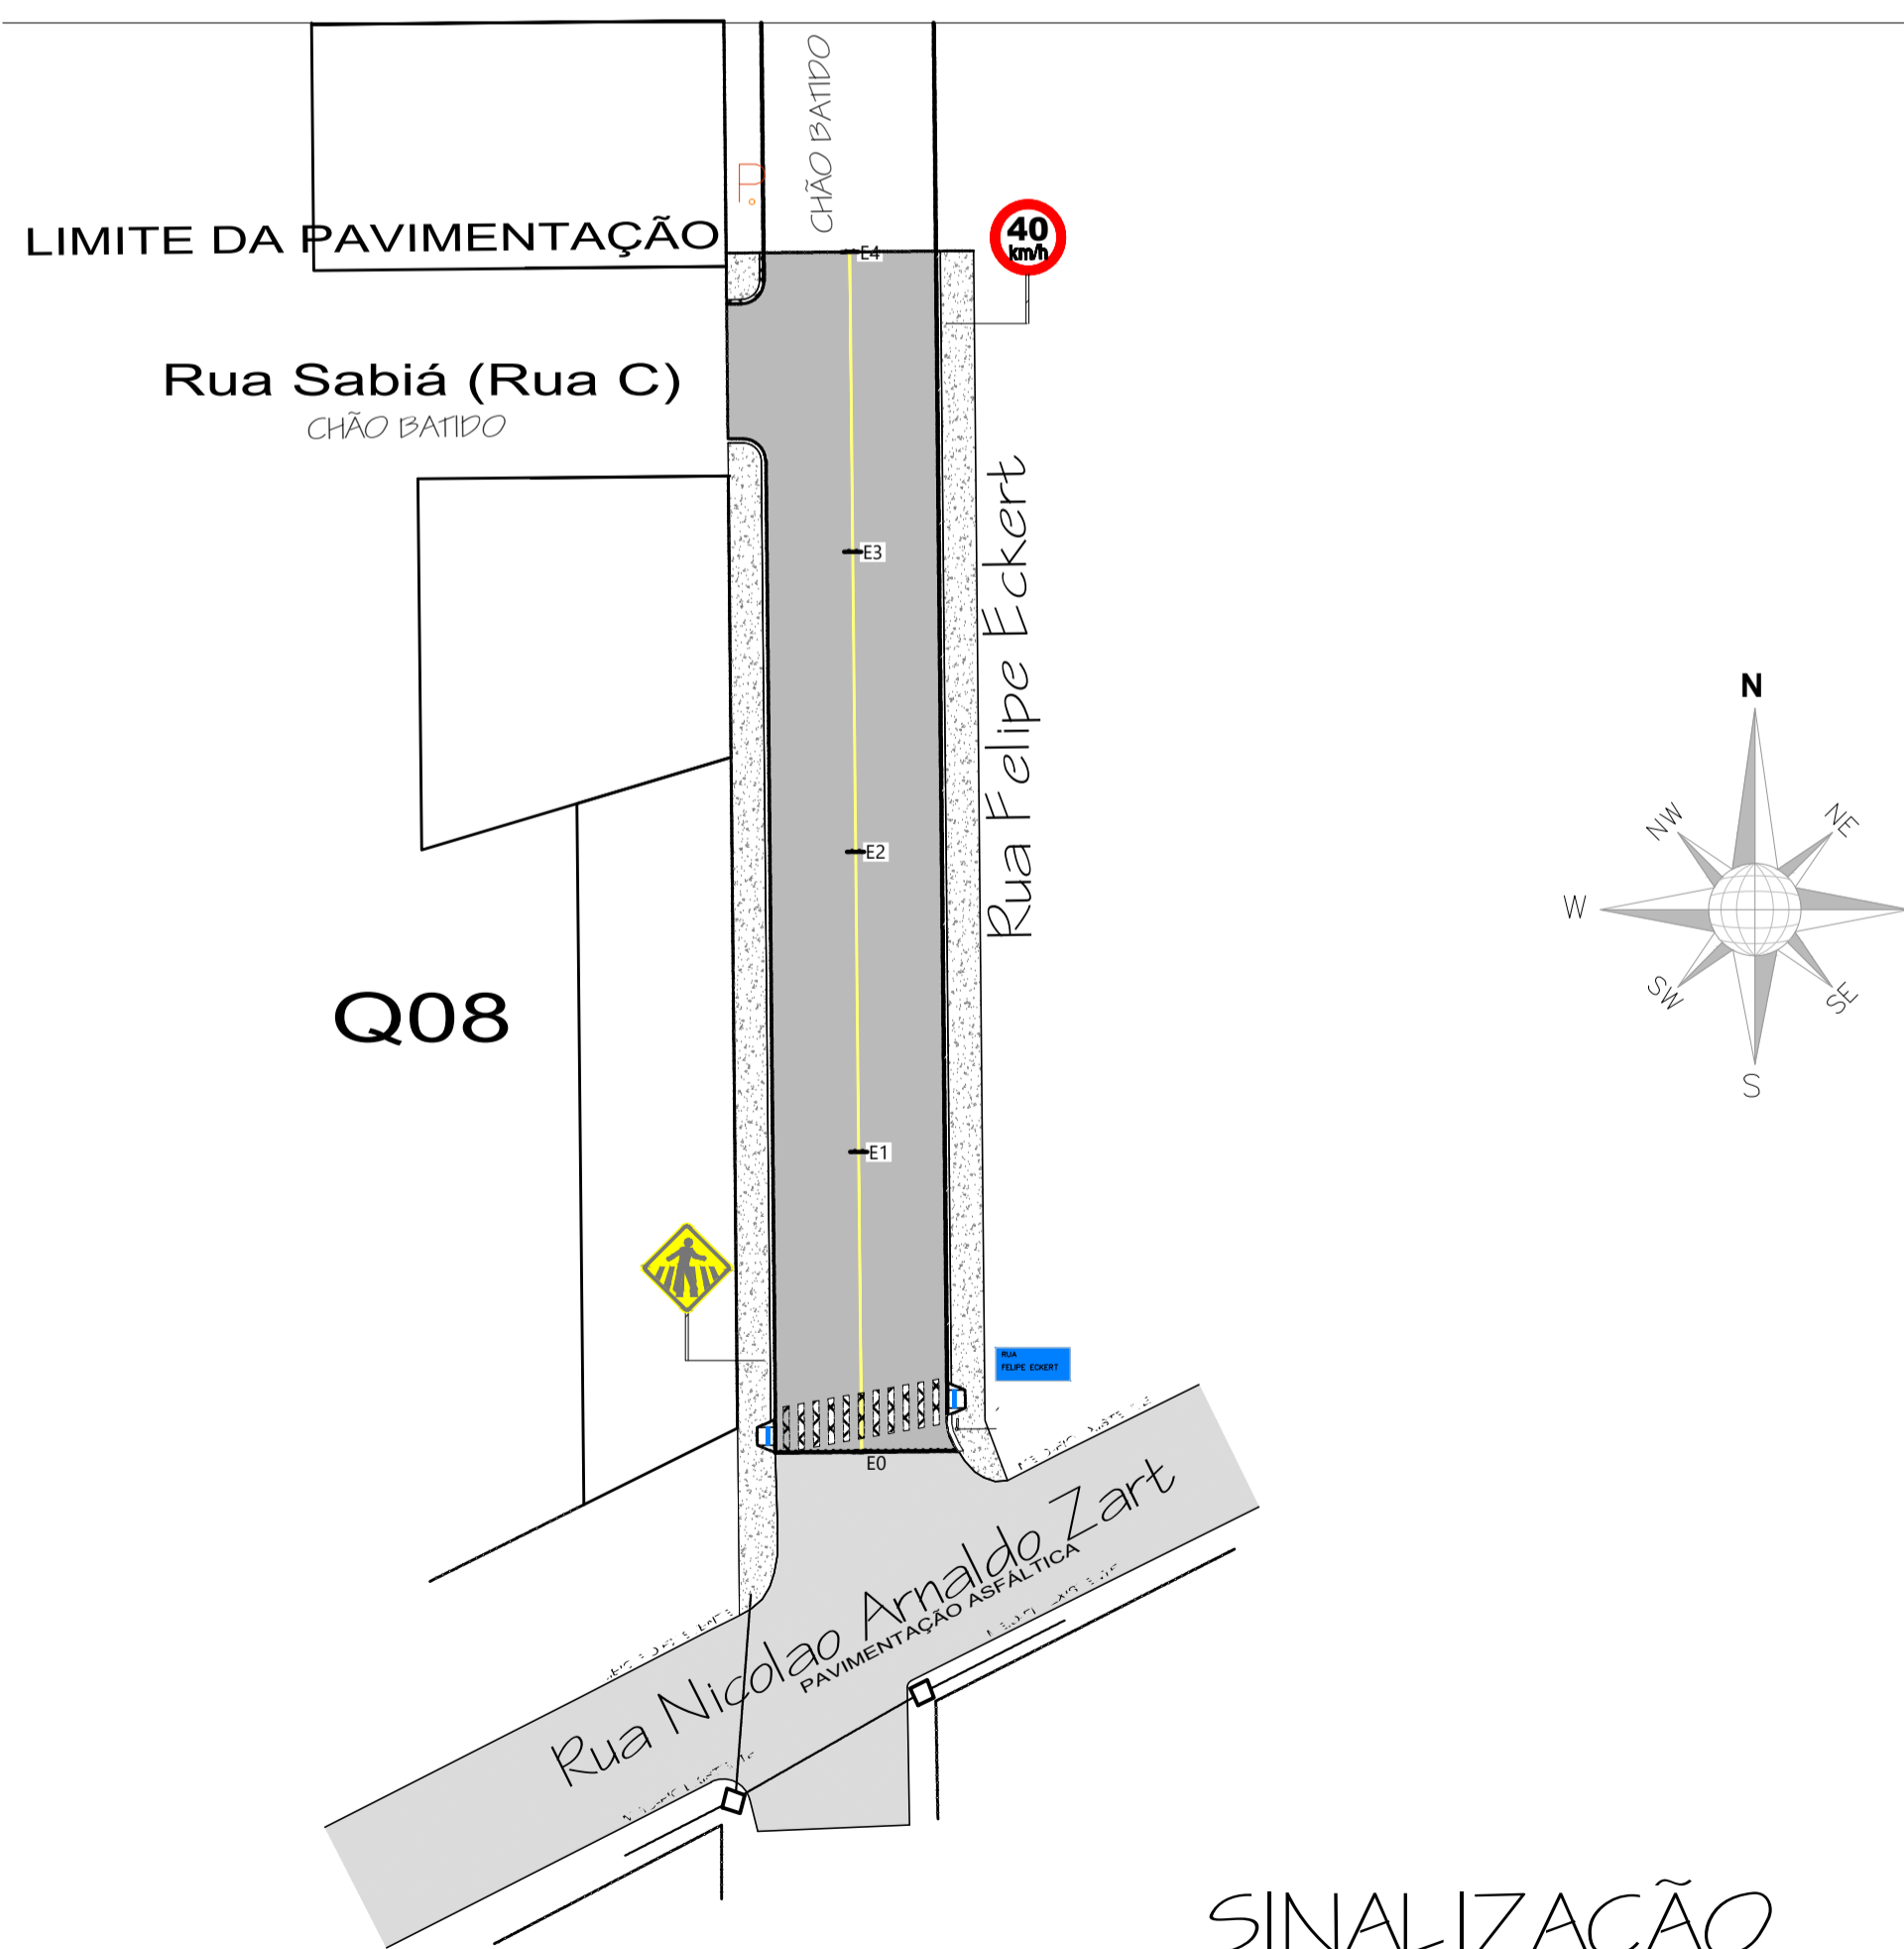 CHÃO BATIDO
P.
LIMITE DA PAVIMENTAÇÃO
E4
40
km/h
Rua Sabiá (Rua C)
CHÃO BATIDO
E3
Rua Felipe Eckert
N
NW
NE
W
SW
SE
S
E2
Q08
E1
RUA
FELIPE ECKERT
E0
Rua Nicolao Arnaldo Zart
PAVIMENTAÇÃO ASFÁLTICA
SINALIZAÇÃO